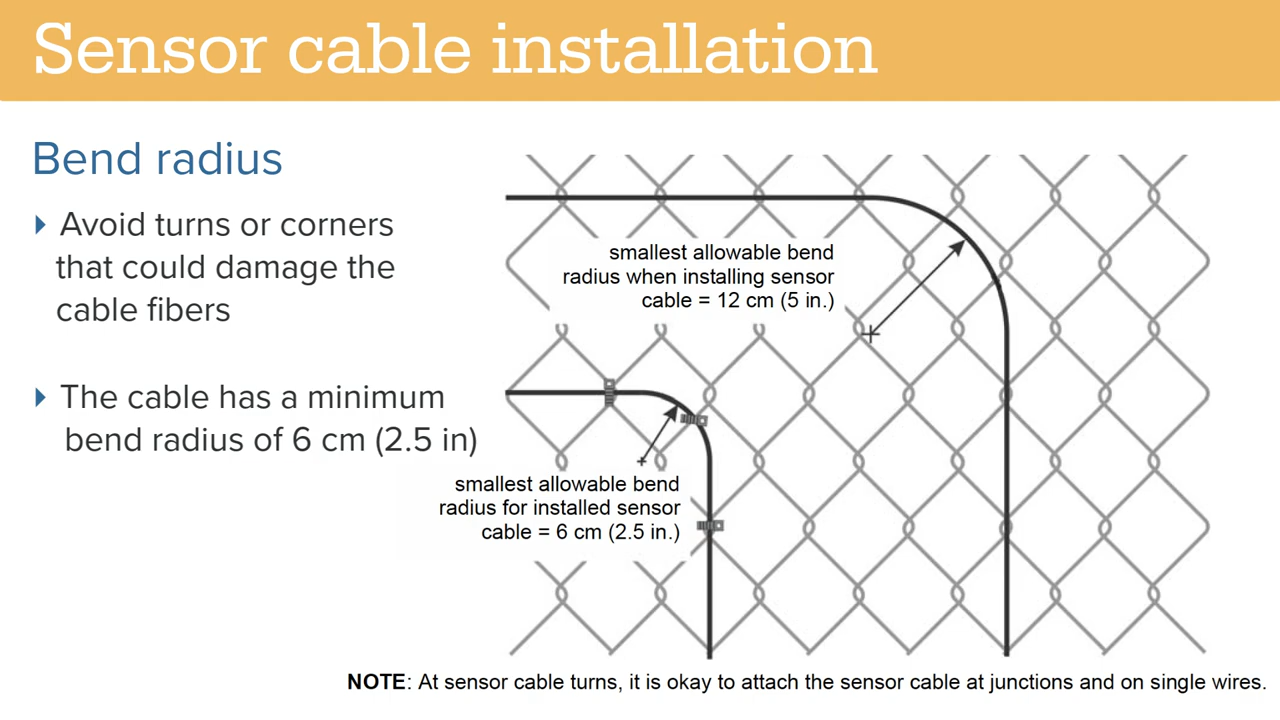 Sensor cable installation
Bend radius
Avoid turns or corners
that could damage the
cable fibers
The cable has a minimum
bend radius of 6 cm (2.5 in)
smallest allowable bend
radius when installing sensor
cable = 12 cm (5 in.)
smallest allowable bend
radius for installed sensor
cable = 6 cm (2.5 in.)
NOTE: At sensor cable turns, it is okay to attach the sensor cable at junctions and on single wires.